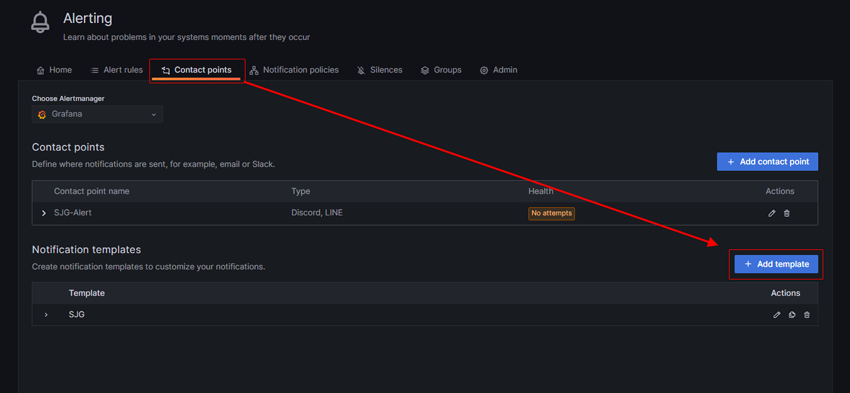 Alerting
Learn about problems in your systems moments after they occur
Home Alert rules Contact points Notification policies Silences Groups Admin
Choose Alertmanager
Grafana
Contact points
Define where notifications are sent, for example, email or Slack.
+ Add contact point
Contact point name Type Health Actions
SJG-Alert Discord, LINE No attempts
Notification templates
Create notification templates to customize your notifications.
+ Add template
Template Actions
SJG